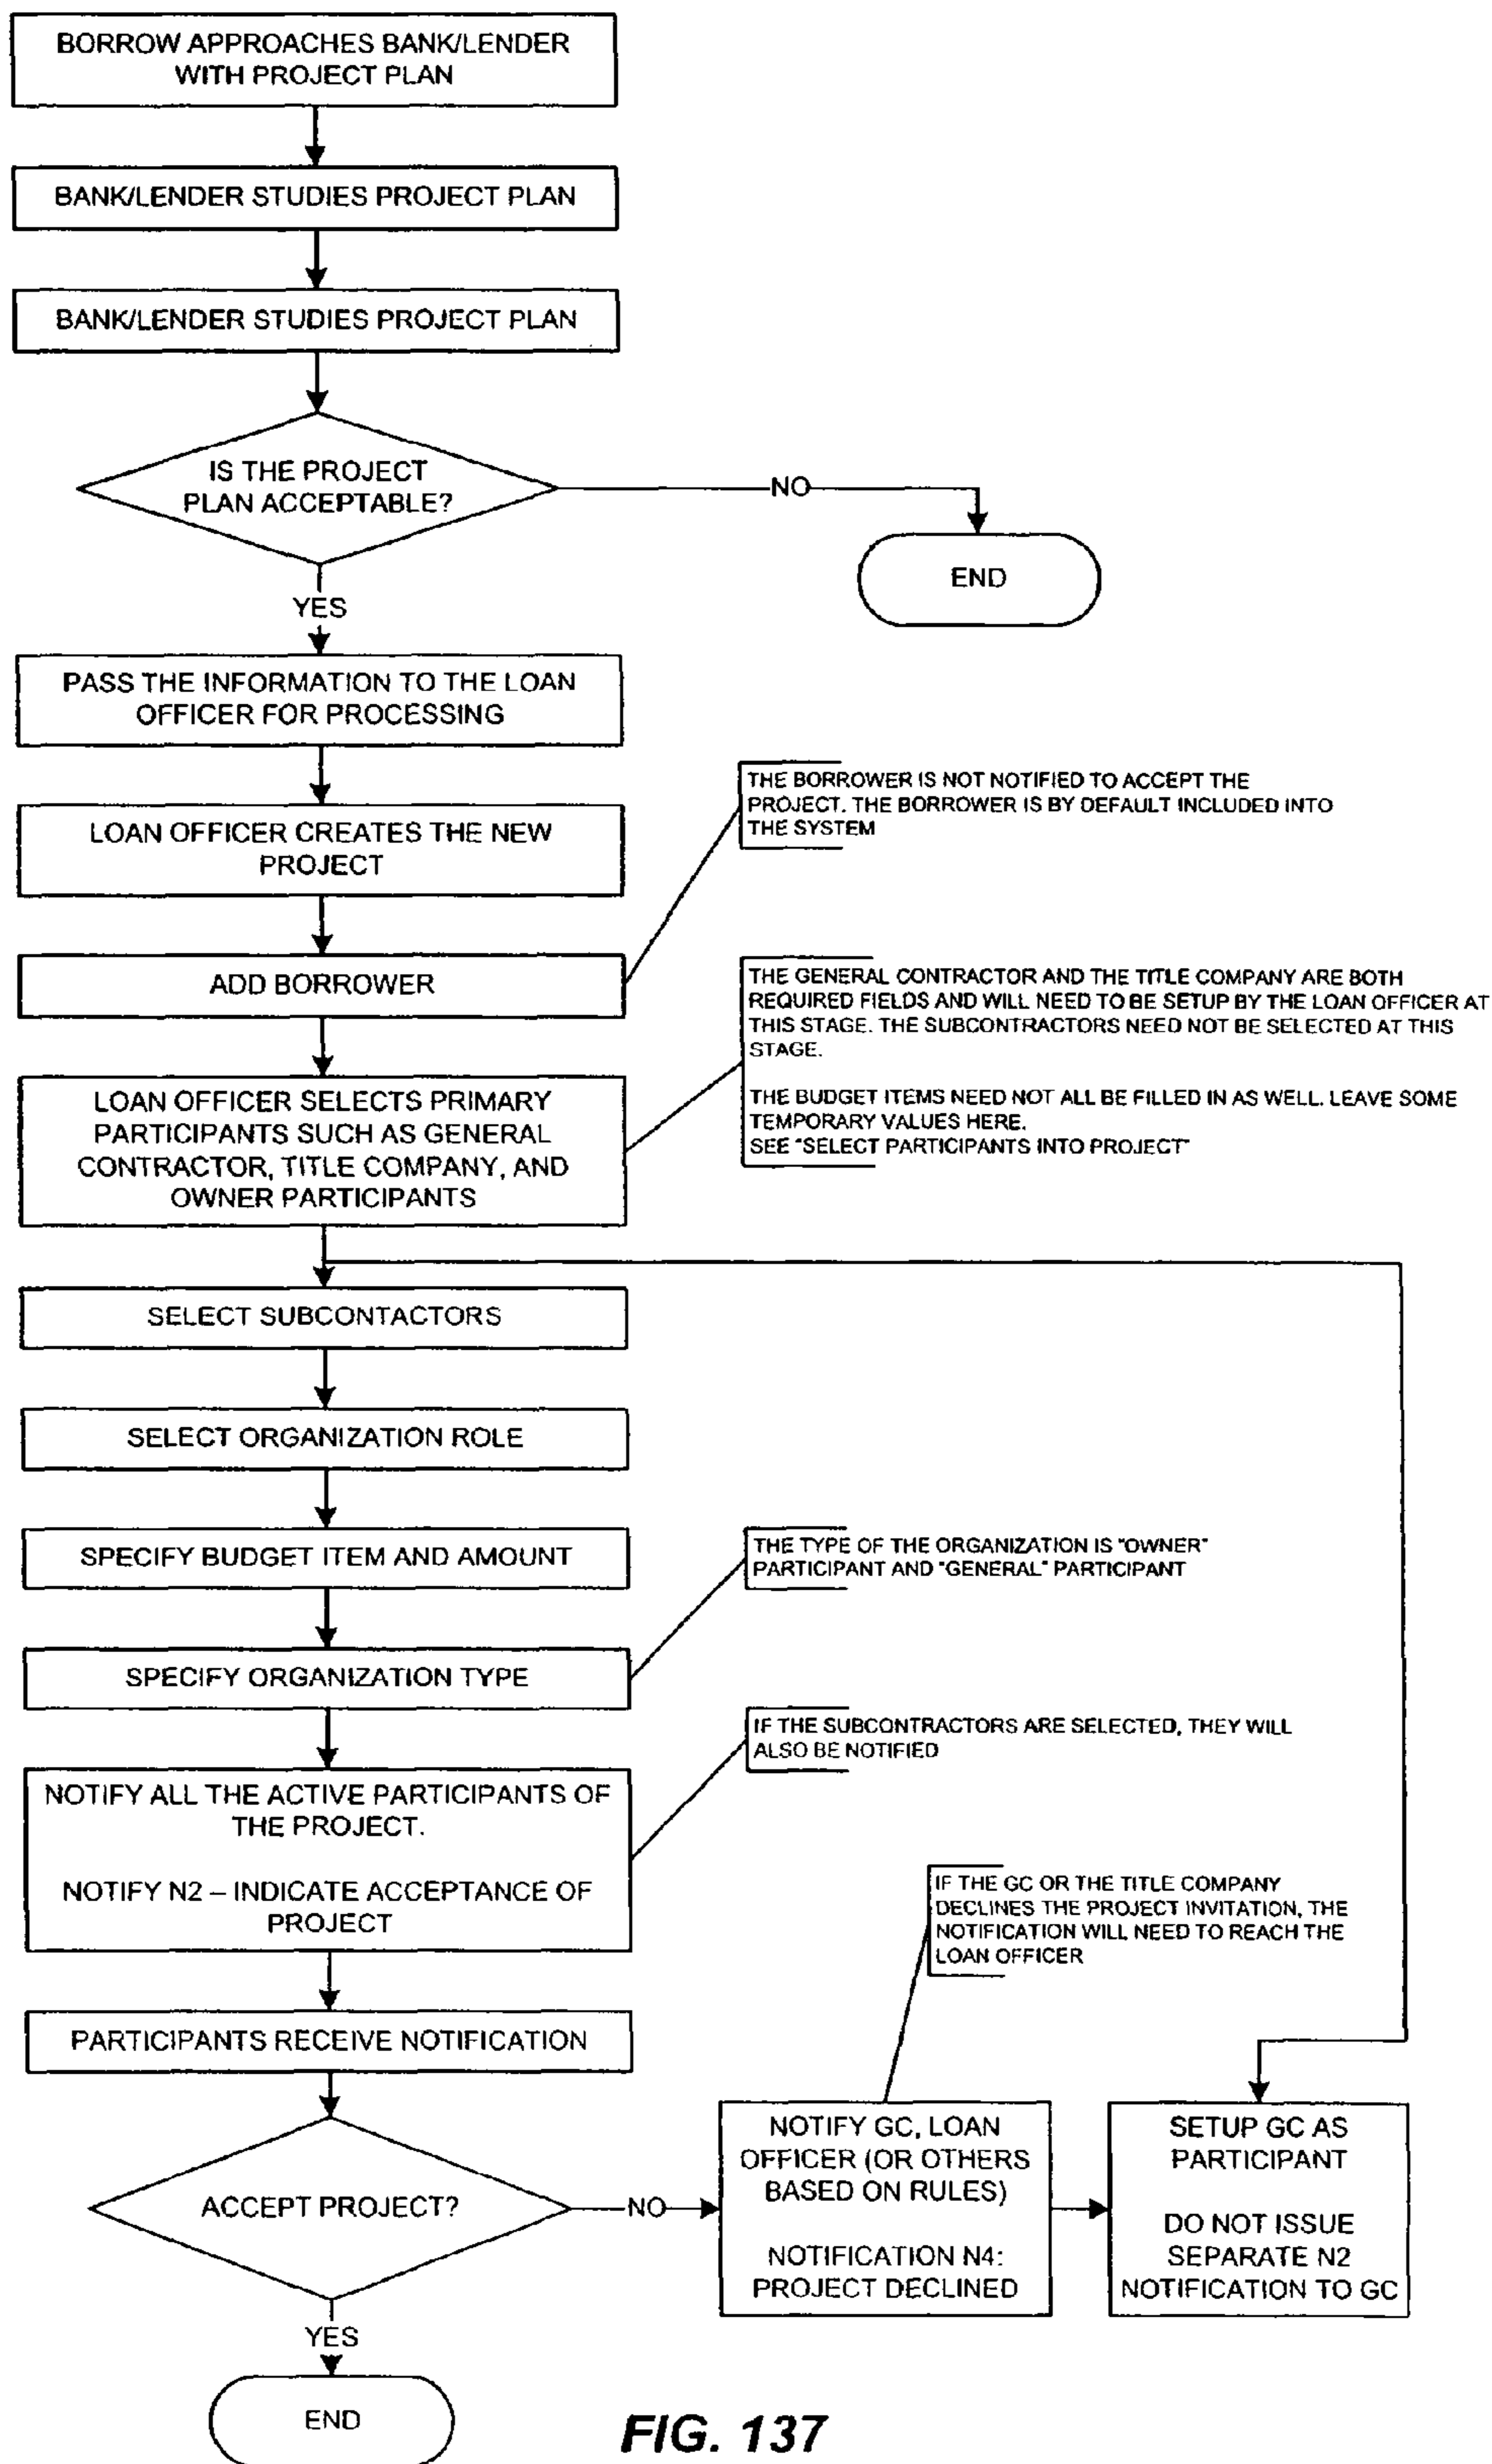 BORROW APPROACHES BANK/LENDER
WITH PROJECT PLAN
BANK/LENDER STUDIES PROJECT PLAN
BANK/LENDER STUDIES PROJECT PLAN
IS THE PROJECT
PLAN ACCEPTABLE?
NO
END
YES
PASS THE INFORMATION TO THE LOAN
OFFICER FOR PROCESSING
LOAN OFFICER CREATES THE NEW
PROJECT
THE BORROWER IS NOT NOTIFIED TO ACCEPT THE
PROJECT. THE BORROWER IS BY DEFAULT INCLUDED INTO
THE SYSTEM
ADD BORROWER
THE GENERAL CONTRACTOR AND THE TITLE COMPANY ARE BOTH
REQUIRED FIELDS AND WILL NEED TO BE SETUP BY THE LOAN OFFICER AT
THIS STAGE. THE SUBCONTRACTORS NEED NOT BE SELECTED AT THIS
STAGE.
THE BUDGET ITEMS NEED NOT ALL BE FILLED IN AS WELL. LEAVE SOME
TEMPORARY VALUES HERE.
SEE "SELECT PARTICIPANTS INTO PROJECT"
LOAN OFFICER SELECTS PRIMARY
PARTICIPANTS SUCH AS GENERAL
CONTRACTOR, TITLE COMPANY, AND
OWNER PARTICIPANTS
SELECT SUBCONTACTORS
SELECT ORGANIZATION ROLE
SPECIFY BUDGET ITEM AND AMOUNT
THE TYPE OF THE ORGANIZATION IS "OWNER"
PARTICIPANT AND "GENERAL" PARTICIPANT
SPECIFY ORGANIZATION TYPE
IF THE SUBCONTRACTORS ARE SELECTED, THEY WILL
ALSO BE NOTIFIED
NOTIFY ALL THE ACTIVE PARTICIPANTS OF
THE PROJECT.
NOTIFY N2 – INDICATE ACCEPTANCE OF
PROJECT
IF THE GC OR THE TITLE COMPANY
DECLINES THE PROJECT INVITATION, THE
NOTIFICATION WILL NEED TO REACH THE
LOAN OFFICER
PARTICIPANTS RECEIVE NOTIFICATION
ACCEPT PROJECT?
NO
NOTIFY GC, LOAN
OFFICER (OR OTHERS
BASED ON RULES)
NOTIFICATION N4:
PROJECT DECLINED
SETUP GC AS
PARTICIPANT
DO NOT ISSUE
SEPARATE N2
NOTIFICATION TO GC
YES
END
FIG. 137